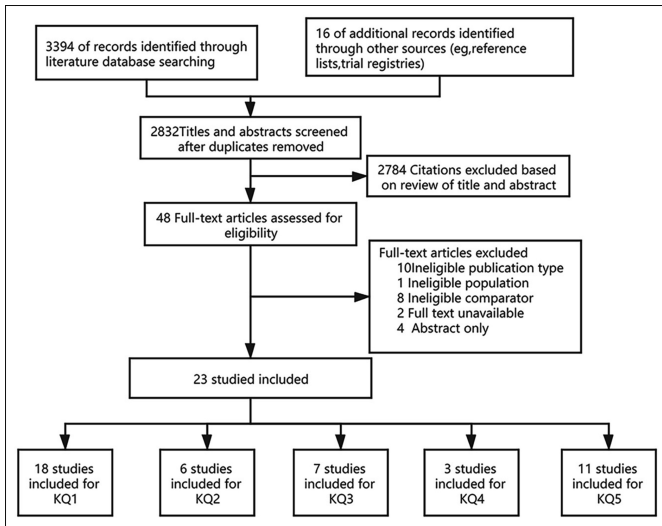 3394 of records identified through
literature database searching
16 of additional records identified
through other sources (eg,reference
lists,trial registries)
2832Titles and abstracts screened
after duplicates removed
2784 Citations excluded based
on review of title and abstract
48 Full-text articles assessed for
eligibility
Full-text articles excluded
10Ineligible publication type
1 Ineligible population
8 Ineligible comparator
2 Full text unavailable
4 Abstract only
23 studied included
18 studies
included for
KQ1
6 studies
included for
KQ2
7 studies
included for
KQ3
3 studies
included for
KQ4
11 studies
included for
KQ5